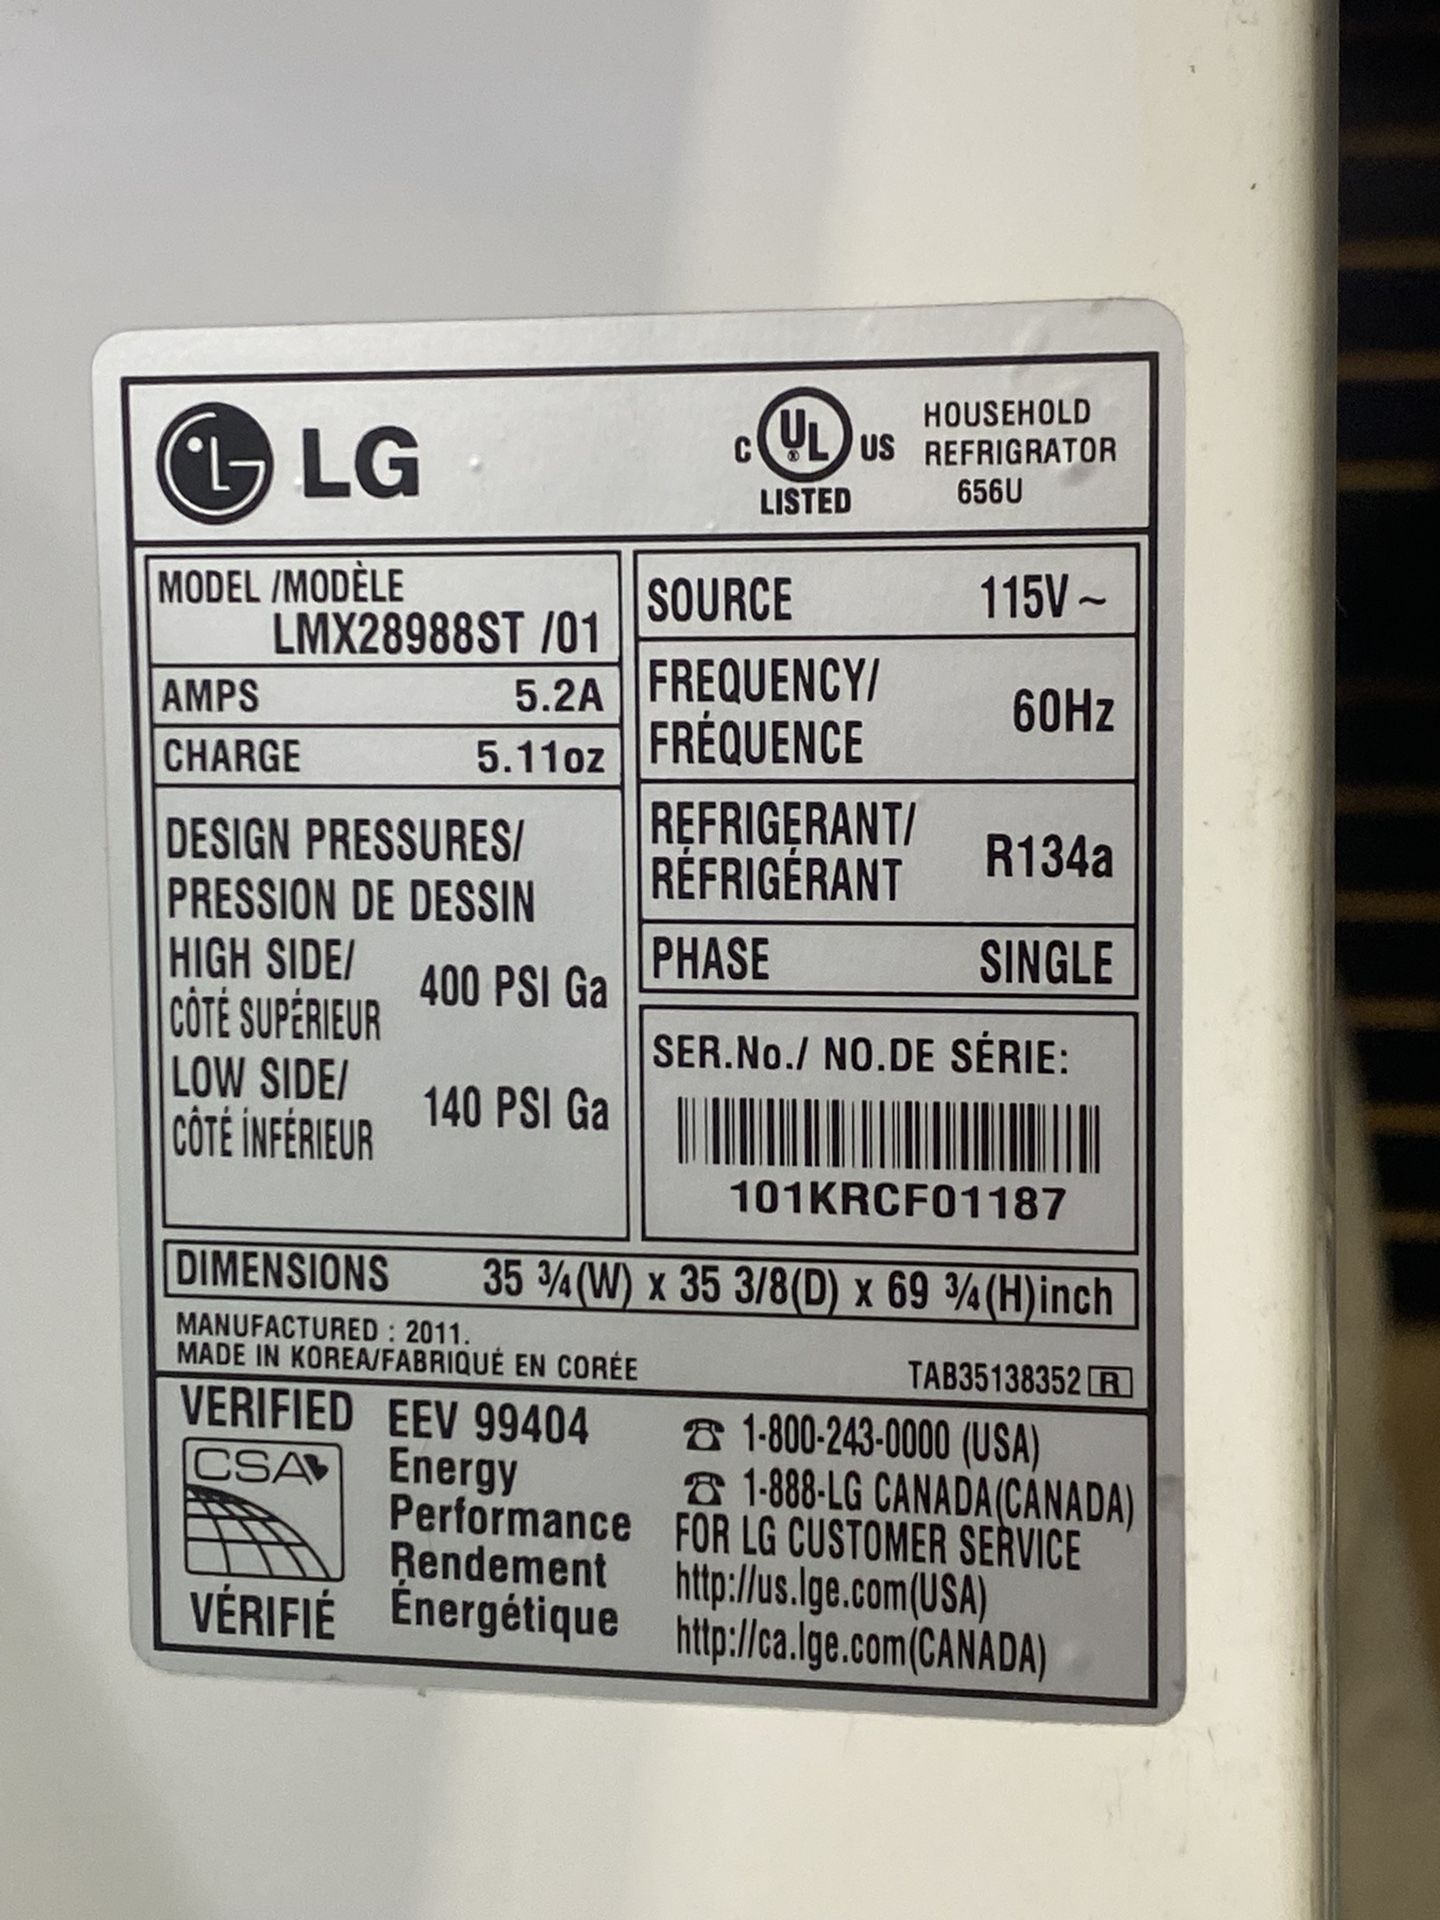 LG
C UL US
LISTED
HOUSEHOLD
REFRIGRATOR
656U
MODEL /MODÈLE
LMX28988ST /01
AMPS 5.2A
CHARGE 5.11oz
DESIGN PRESSURES/
PRESSION DE DESSIN
HIGH SIDE/
CÔTÉ SUPÉRIEUR 400 PSI Ga
LOW SIDE/
CÔTÉ INFÉRIEUR 140 PSI Ga
SOURCE 115V ~
FREQUENCY/
FRÉQUENCE 60Hz
REFRIGERANT/
RÉFRIGÉRANT R134a
PHASE SINGLE
SER.No./ NO.DE SÉRIE:
101KRCF01187
DIMENSIONS 35 ¾(W) x 35 3/8(D) x 69 ¾(H)inch
MANUFACTURED : 2011.
MADE IN KOREA/FABRIQUÉ EN CORÉE TAB35138352 R
VERIFIED
CSA
VÉRIFIÉ
EEV 99404
Energy
Performance
Rendement
Énergétique
☎ 1-800-243-0000 (USA)
☎ 1-888-LG CANADA(CANADA)
FOR LG CUSTOMER SERVICE
http://us.lge.com(USA)
http://ca.lge.com(CANADA)